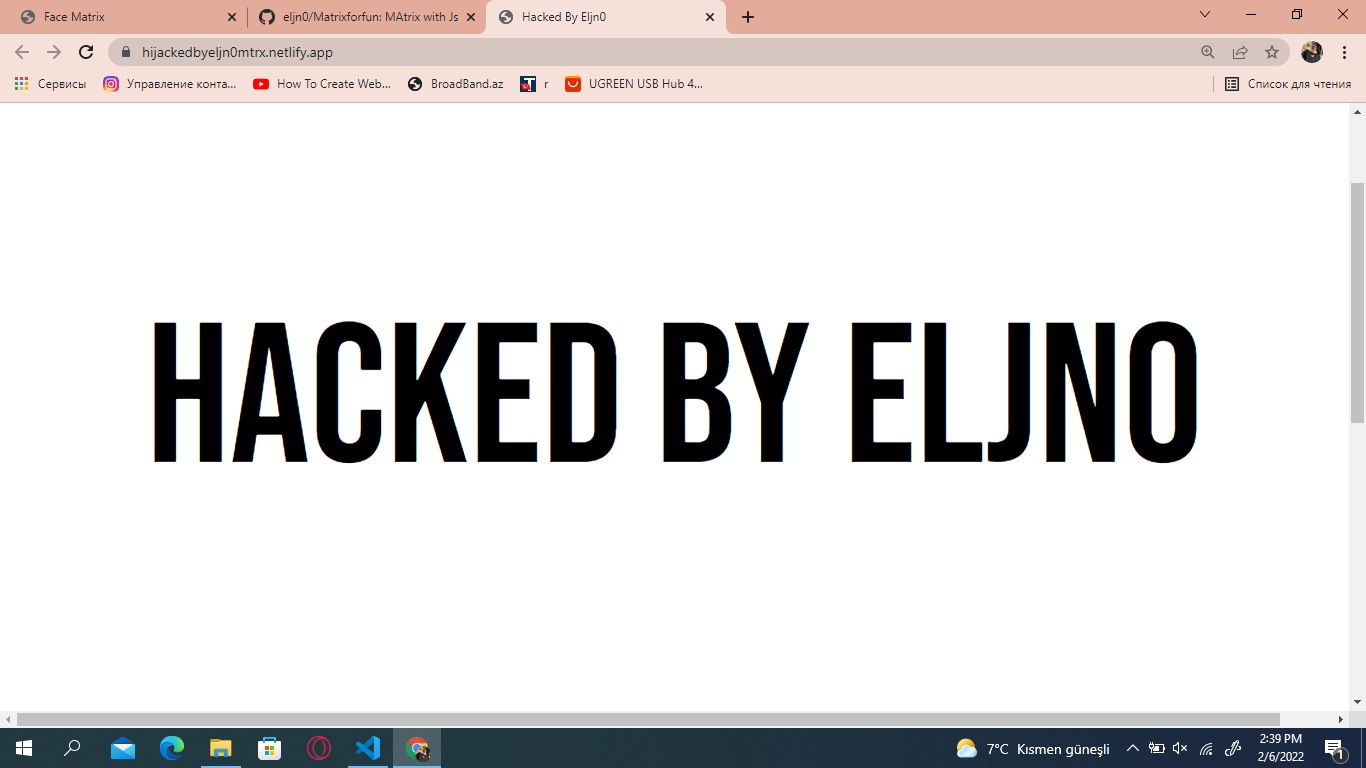 Face Matrix
eljn0/Matrixforfun: MAtrix with Js
Hacked By Eljn0
hijackedbyeljn0mtrx.netlify.app
Сервисы
Управление конта...
How To Create Web...
BroadBand.az
r
UGREEN USB Hub 4...
Список для чтения
HACKED BY ELJN0
7°C Kısmen güneşli
2:39 PM
2/6/2022
1